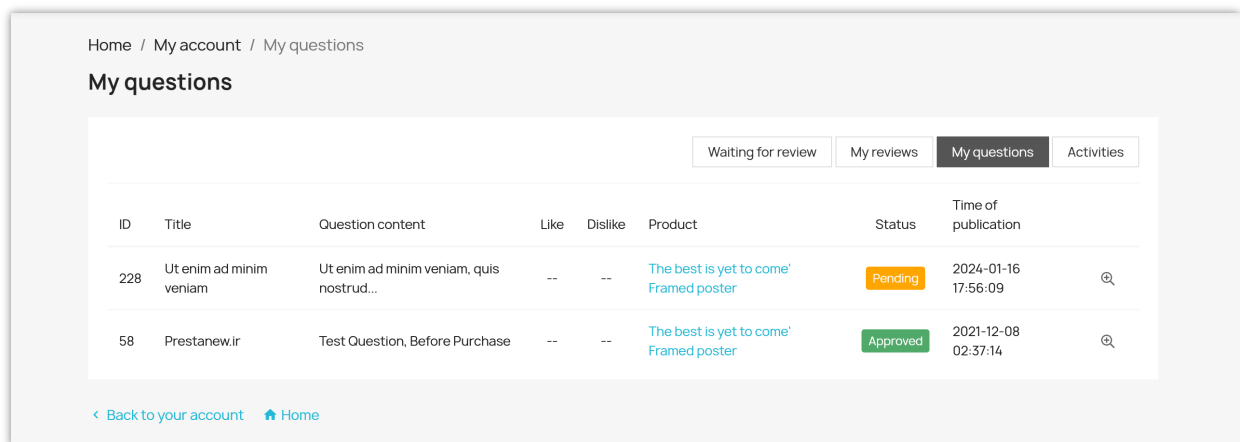 Home / My account / My questions
My questions
Waiting for review My reviews My questions Activities
ID Title Question content Like Dislike Product Status Time of publication
228 Ut enim ad minim veniam Ut enim ad minim veniam, quis nostrud... -- -- The best is yet to come' Framed poster Pending 2024-01-16 17:56:09
58 Prestanew.ir Test Question, Before Purchase -- -- The best is yet to come' Framed poster Approved 2021-12-08 02:37:14
Back to your account Home